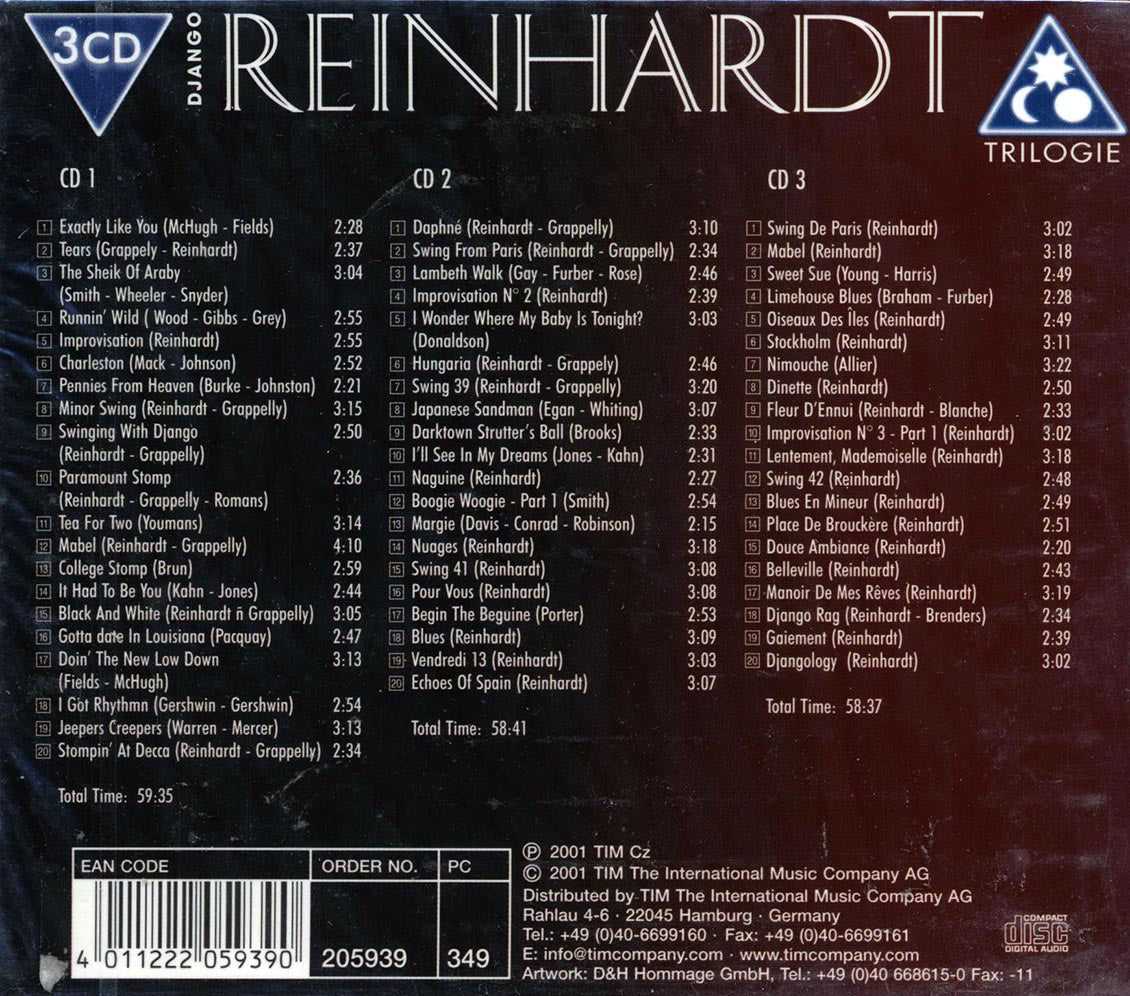 3CD
DJANGO
REINHARDT
TRILOGIE
CD 1
1 Exactly Like You (McHugh - Fields) 2:28
2 Tears (Grappely - Reinhardt) 2:37
3 The Sheik Of Araby 3:04
(Smith - Wheeler - Snyder)
4 Runnin' Wild ( Wood - Gibbs - Grey) 2:55
5 Improvisation (Reinhardt) 2:55
6 Charleston (Mack - Johnson) 2:52
7 Pennies From Heaven (Burke - Johnston) 2:21
8 Minor Swing (Reinhardt - Grappelly) 3:15
9 Swinging With Django 2:50
(Reinhardt - Grappelly)
10 Paramount Stomp 2:36
(Reinhardt - Grappelly - Romans)
11 Tea For Two (Youmans) 3:14
12 Mabel (Reinhardt - Grappelly) 4:10
13 College Stomp (Brun) 2:59
14 It Had To Be You (Kahn - Jones) 2:44
15 Black And White (Reinhardt ñ Grappelly) 3:05
16 Gotta date In Louisiana (Pacquay) 2:47
17 Doin' The New Low Down 3:13
(Fields - McHugh)
18 I Got Rhythmn (Gershwin - Gershwin) 2:54
19 Jeepers Creepers (Warren - Mercer) 3:13
20 Stompin' At Decca (Reinhardt - Grappelly) 2:34
Total Time: 59:35
CD 2
1 Daphné (Reinhardt - Grappelly) 3:10
2 Swing From Paris (Reinhardt - Grappelly) 2:34
3 Lambeth Walk (Gay - Furber - Rose) 2:46
4 Improvisation N° 2 (Reinhardt) 2:39
5 I Wonder Where My Baby Is Tonight? 3:03
(Donaldson)
6 Hungaria (Reinhardt - Grappely) 2:46
7 Swing 39 (Reinhardt - Grappelly) 3:20
8 Japanese Sandman (Egan - Whiting) 3:07
9 Darktown Strutter's Ball (Brooks) 2:33
10 I'll See In My Dreams (Jones - Kahn) 2:31
11 Naguine (Reinhardt) 2:27
12 Boogie Woogie - Part 1 (Smith) 2:54
13 Margie (Davis - Conrad - Robinson) 2:15
14 Nuages (Reinhardt) 3:18
15 Swing 41 (Reinhardt) 3:08
16 Pour Vous (Reinhardt) 3:08
17 Begin The Beguine (Porter) 2:53
18 Blues (Reinhardt) 3:09
19 Vendredi 13 (Reinhardt) 3:03
20 Echoes Of Spain (Reinhardt) 3:07
Total Time: 58:41
CD 3
1 Swing De Paris (Reinhardt) 3:02
2 Mabel (Reinhardt) 3:18
3 Sweet Sue (Young - Harris) 2:49
4 Limehouse Blues (Braham - Furber) 2:28
5 Oiseaux Des Îles (Reinhardt) 2:49
6 Stockholm (Reinhardt) 3:11
7 Nimouche (Allier) 3:22
8 Dinette (Reinhardt) 2:50
9 Fleur D'Ennui (Reinhardt - Blanche) 2:33
10 Improvisation N° 3 - Part 1 (Reinhardt) 3:02
11 Lentement, Mademoiselle (Reinhardt) 3:18
12 Swing 42 (Reinhardt) 2:48
13 Blues En Mineur (Reinhardt) 2:49
14 Place De Brouckère (Reinhardt) 2:51
15 Douce Ambiance (Reinhardt) 2:20
16 Belleville (Reinhardt) 2:43
17 Manoir De Mes Rêves (Reinhardt) 3:19
18 Django Rag (Reinhardt - Brenders) 2:34
19 Gaiement (Reinhardt) 2:39
20 Djangology (Reinhardt) 3:02
Total Time: 58:37
EAN CODE ORDER NO. PC
4 011222 059390 205939 349
℗ 2001 TIM Cz
© 2001 TIM The International Music Company AG
Distributed by TIM The International Music Company AG
Rahlau 4-6 · 22045 Hamburg · Germany
Tel.: +49 (0)40-6699160 · Fax: +49 (0)40-6699161
E: info@timcompany.com · www.timcompany.com
Artwork: D&H Hommage GmbH, Tel.: +49 (0)40 668615-0 Fax: -11
COMPACT
disc
DIGITAL AUDIO